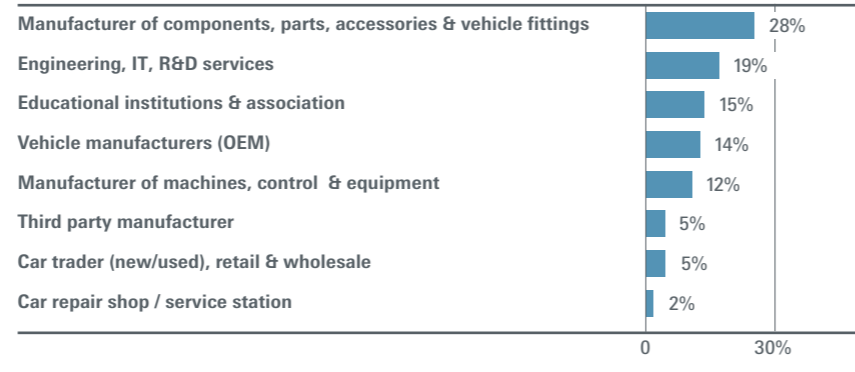 Manufacturer of components, parts, accessories & vehicle fittings 28%
Engineering, IT, R&D services 19%
Educational institutions & association 15%
Vehicle manufacturers (OEM) 14%
Manufacturer of machines, control & equipment 12%
Third party manufacturer 5%
Car trader (new/used), retail & wholesale 5%
Car repair shop / service station 2%
0 30%